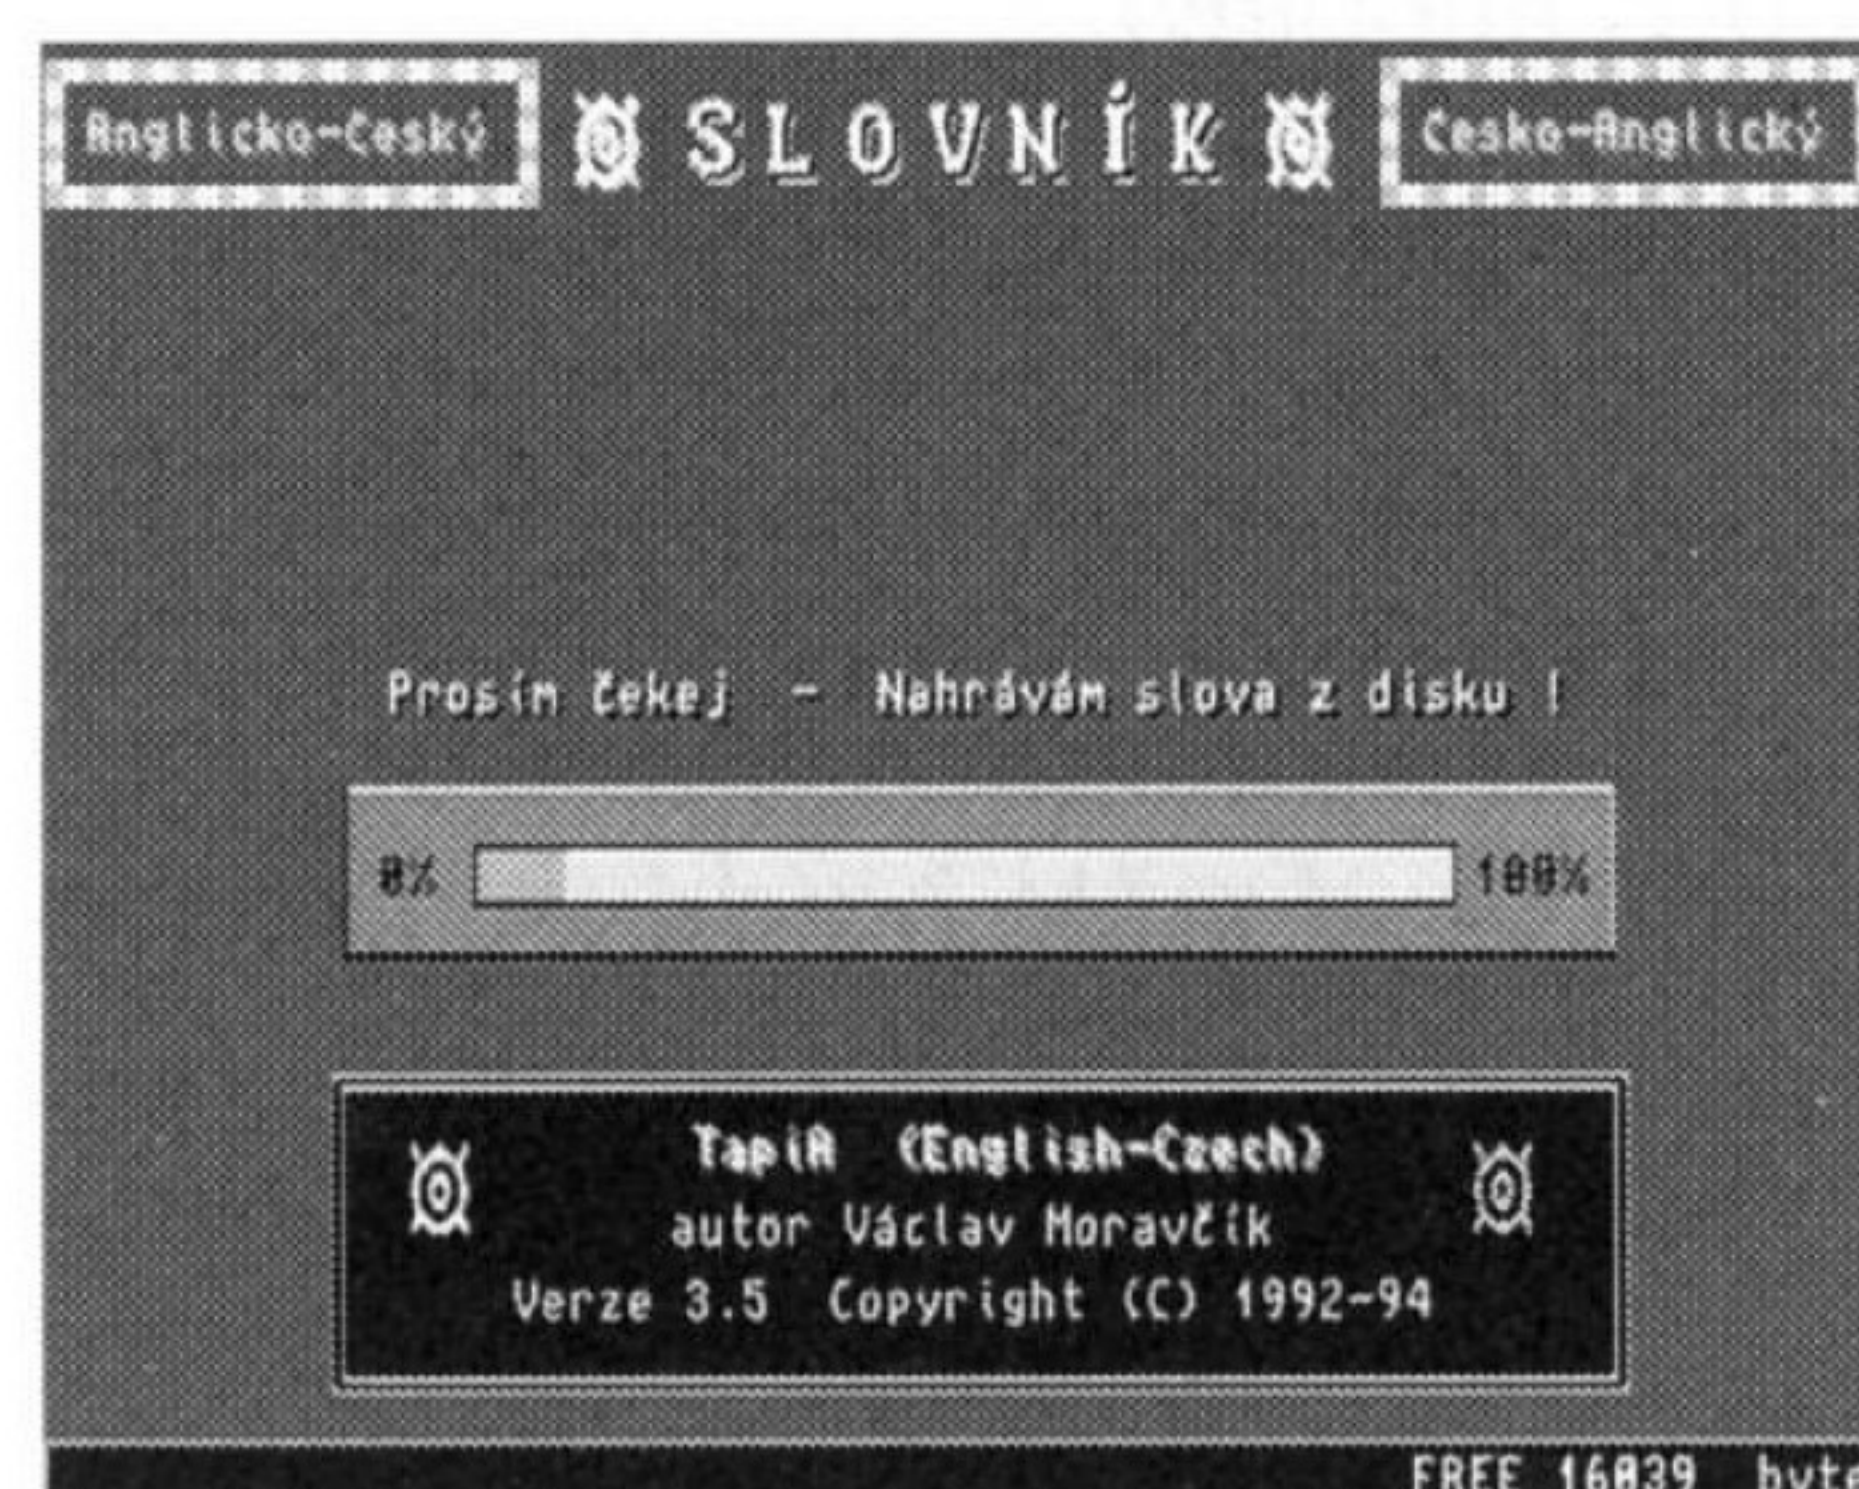 Anglicko-Český
SLOVNÍK
Česko-Anglický
Prosím čekej - Nahrávám slova z disku !
0% 100%
TapiA (English-Czech)
autor Václav Moravčík
Verze 3.5 Copyright (C) 1992-94
FREE 16039 byte